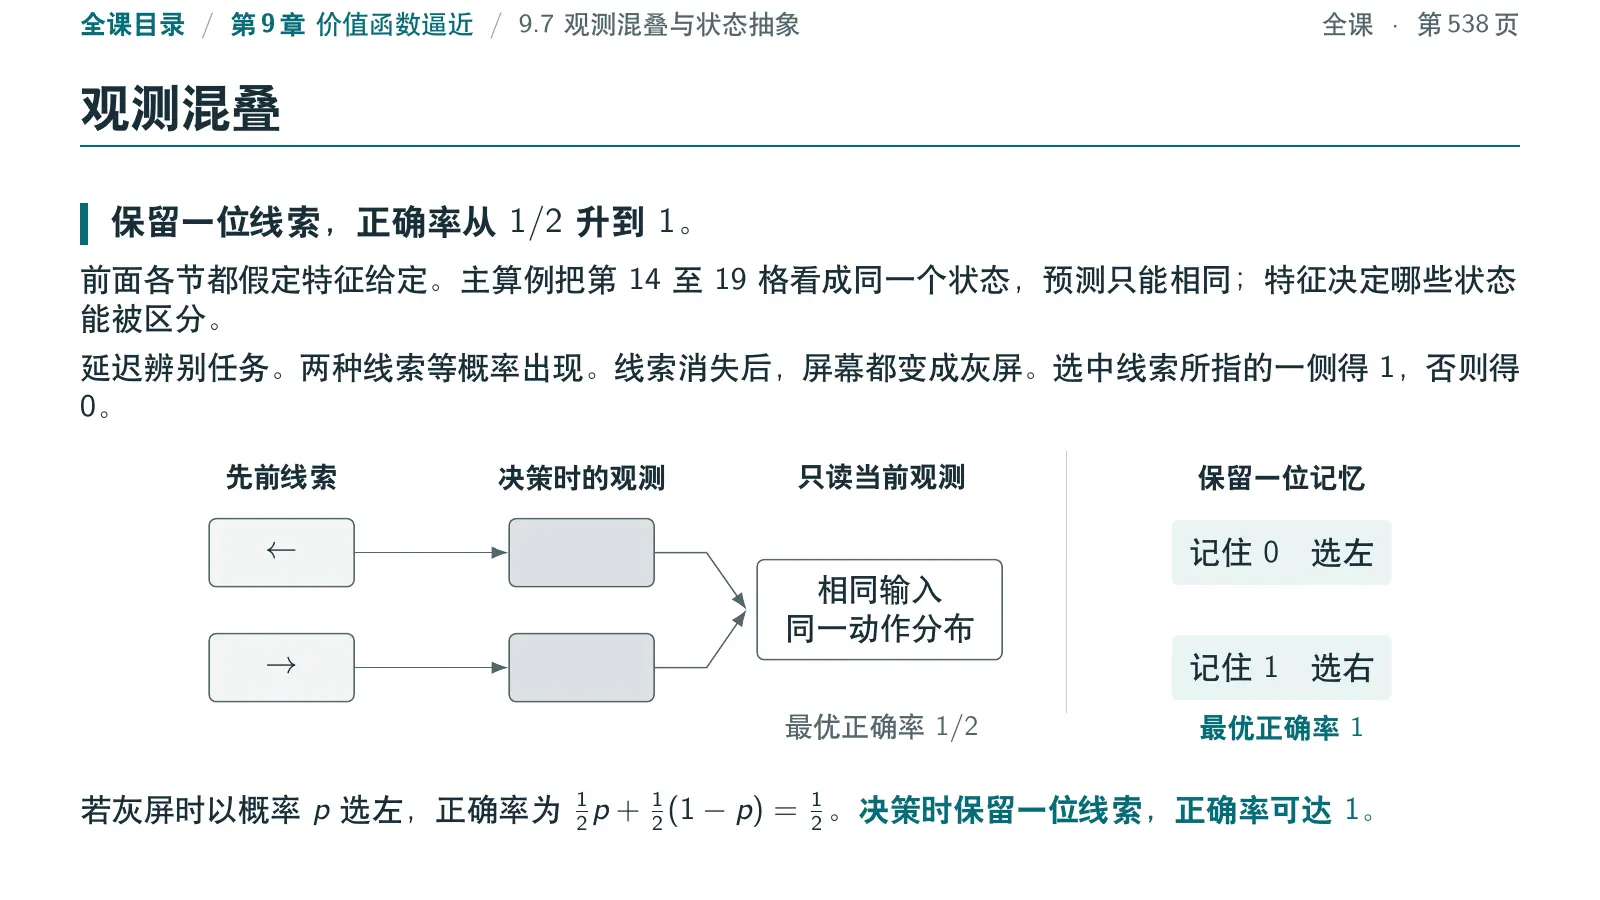 全课目录 / 第 9 章 价值函数逼近 / 9.7 观测混叠与状态抽象
全课 · 第 538 页
观测混叠
保留一位线索，正确率从 1/2 升到 1。
前面各节都假定特征给定。主算例把第 14 至 19 格看成同一个状态，预测只能相同；特征决定哪些状态
能被区分。
延迟辨别任务。两种线索等概率出现。线索消失后，屏幕都变成灰屏。选中线索所指的一侧得 1，否则得
0。
先前线索
决策时的观测
只读当前观测
保留一位记忆
←
→
相同输入
同一动作分布
记住 0 选左
记住 1 选右
最优正确率 1/2
最优正确率 1
若灰屏时以概率 p 选左，正确率为 ½p + ½(1 − p) = ½。决策时保留一位线索，正确率可达 1。